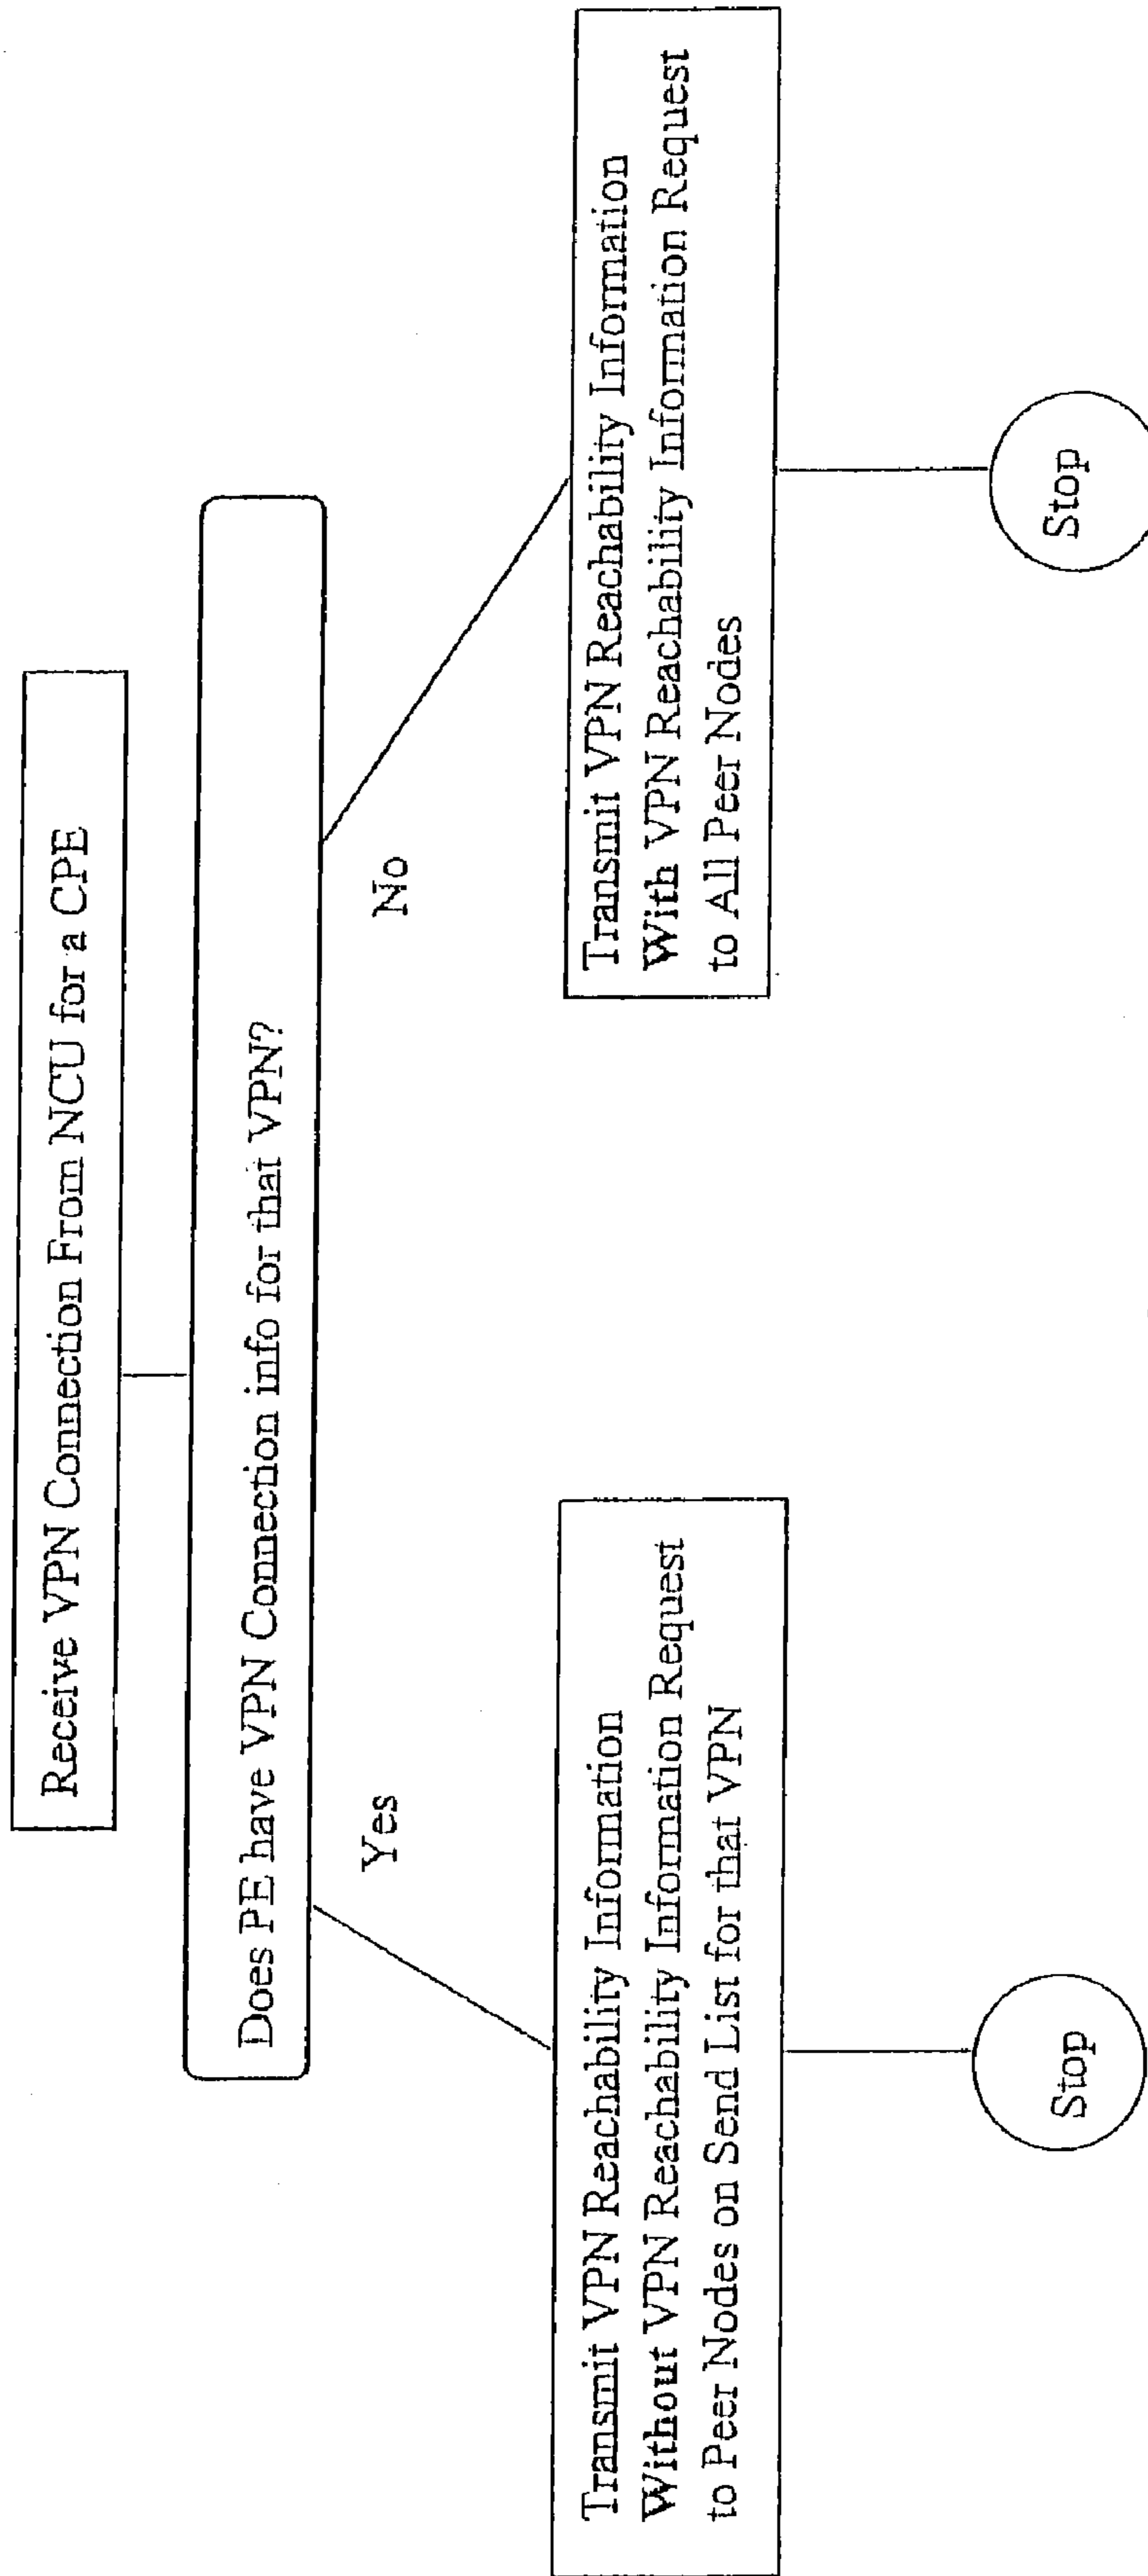 Receive VPN Connection From NCU for a CPE
Does PE have VPN Connection info for that VPN?
Yes
No
Transmit VPN Reachability Information
Without VPN Reachability Information Request
to Peer Nodes on Send List for that VPN
Transmit VPN Reachability Information
With VPN Reachability Information Request
to All Peer Nodes
Stop
Stop